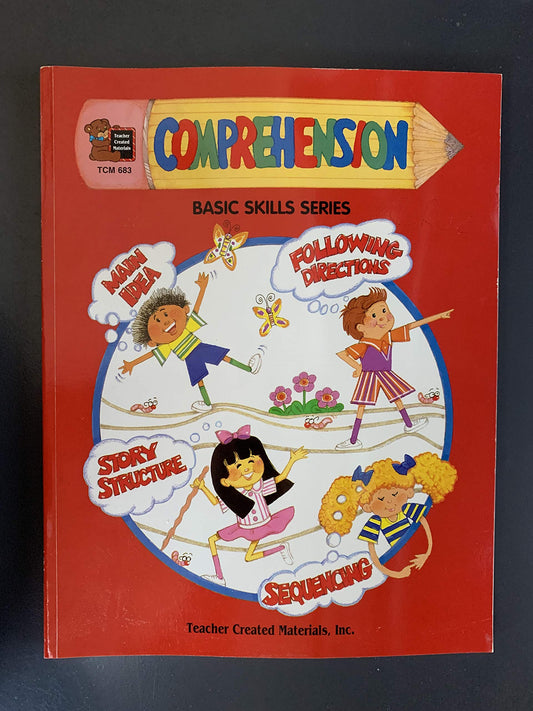 Teacher
Created
Materials
TCM 683
COMPREHENSION
BASIC SKILLS SERIES
MAIN
IDEA
FOLLOWING
DIRECTIONS
STORY
STRUCTURE
SEQUENCING
Teacher Created Materials, Inc.